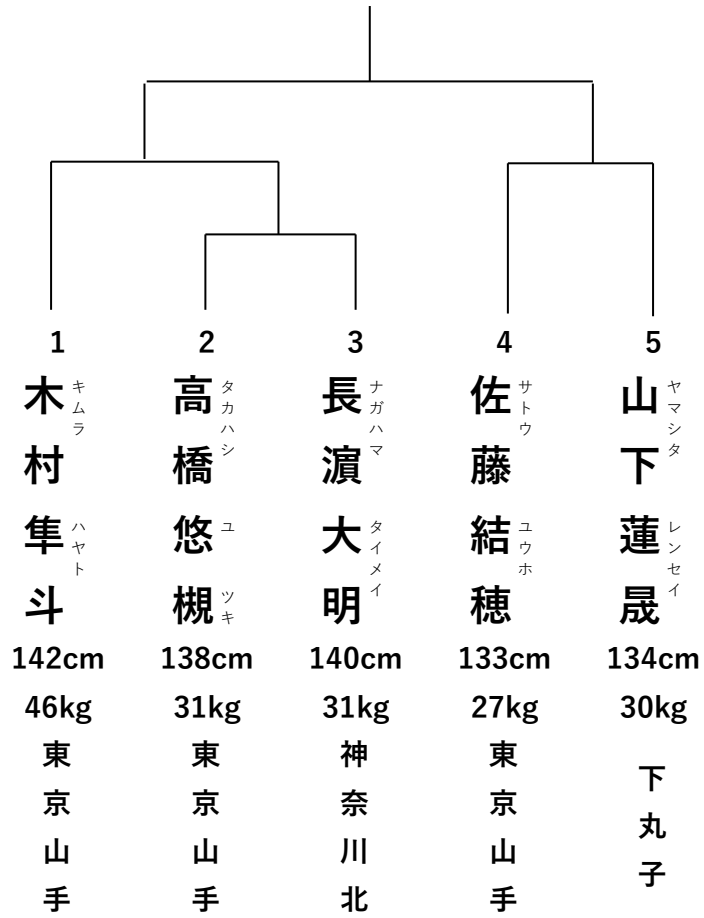 1
木村隼斗
キムラ
ハヤト
142cm
46kg
東京山手
2
高橋悠槻
タカハシ
ユ
ツキ
138cm
31kg
東京山手
3
長濵大明
ナガハマ
タイメイ
140cm
31kg
神奈川北
4
佐藤結穂
サトウ
ユウホ
133cm
27kg
東京山手
5
山下蓮晟
ヤマシタ
レンセイ
134cm
30kg
下丸子